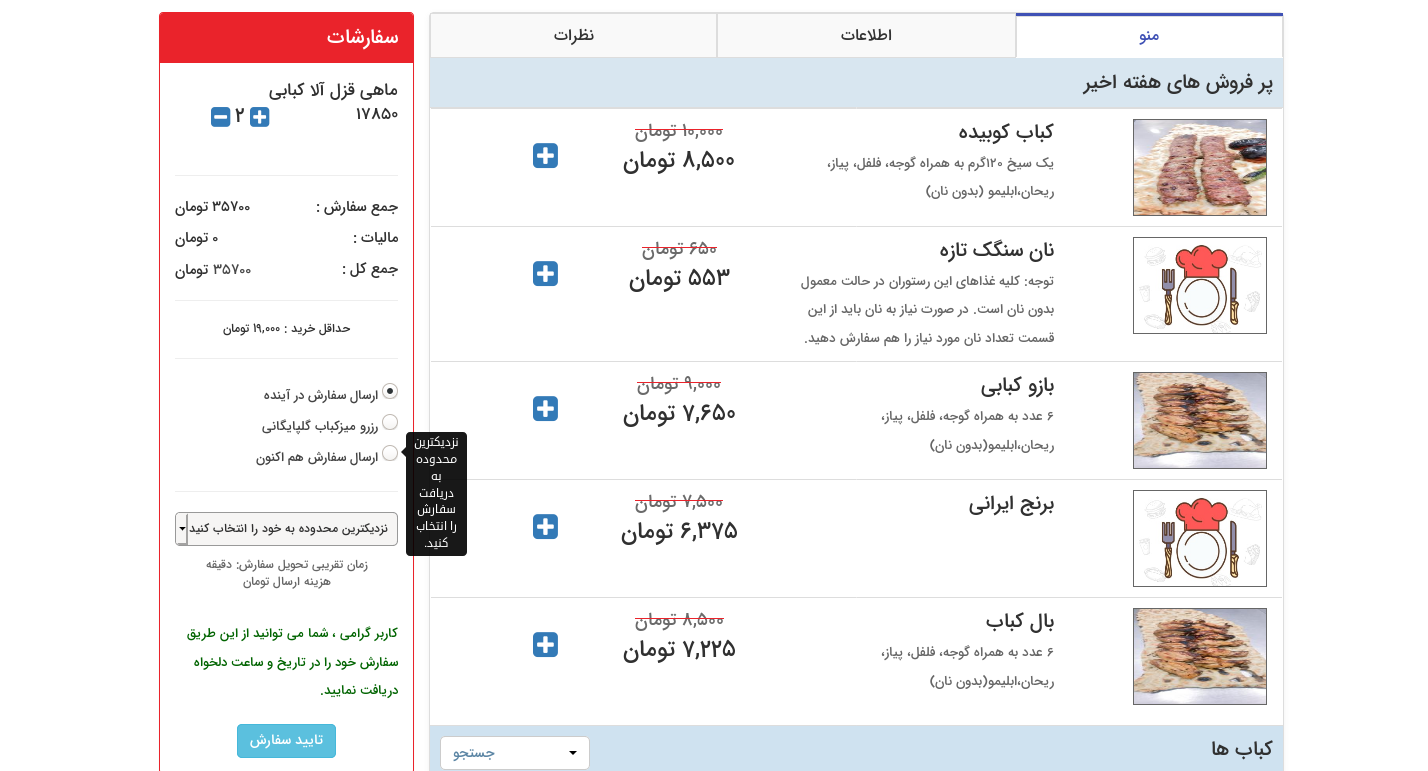 منو
اطلاعات
نظرات
پر فروش های هفته اخیر
کباب کوبیده
یک سیخ ۱۲۰گرم به همراه گوجه، فلفل، پیاز،
ریحان،ابلیمو (بدون نان)
۱۰,۰۰۰ تومان
۸,۵۰۰ تومان
نان سنگک تازه
توجه: کلیه غذاهای این رستوران در حالت معمول
بدون نان است. در صورت نیاز به نان باید از این
قسمت تعداد نان مورد نیاز را هم سفارش دهید.
۶۵۰ تومان
۵۵۳ تومان
بازو کبابی
۶ عدد به همراه گوجه، فلفل، پیاز،
ریحان،ابلیمو(بدون نان)
۹,۰۰۰ تومان
۷,۶۵۰ تومان
برنج ایرانی
۷,۵۰۰ تومان
۶,۳۷۵ تومان
بال کباب
۶ عدد به همراه گوجه، فلفل، پیاز،
ریحان،ابلیمو(بدون نان)
۸,۵۰۰ تومان
۷,۲۲۵ تومان
کباب ها
جستجو
سفارشات
ماهی قزل آلا کبابی
۱۷۸۵۰
۲
جمع سفارش : ۳۵۷۰۰ تومان
مالیات : ۰ تومان
جمع کل : ۳۵۷۰۰ تومان
حداقل خرید : ۱۹,۰۰۰ تومان
ارسال سفارش در آینده
رزرو میزکباب گلپایگانی
ارسال سفارش هم اکنون
نزدیکترین
محدوده
به
دریافت
سفارش
را انتخاب
کنید.
نزدیکترین محدوده به خود را انتخاب کنید
زمان تقریبی تحویل سفارش: دقیقه
هزینه ارسال تومان
کاربر گرامی ، شما می توانید از این طریق
سفارش خود را در تاریخ و ساعت دلخواه
دریافت نمایید.
تایید سفارش